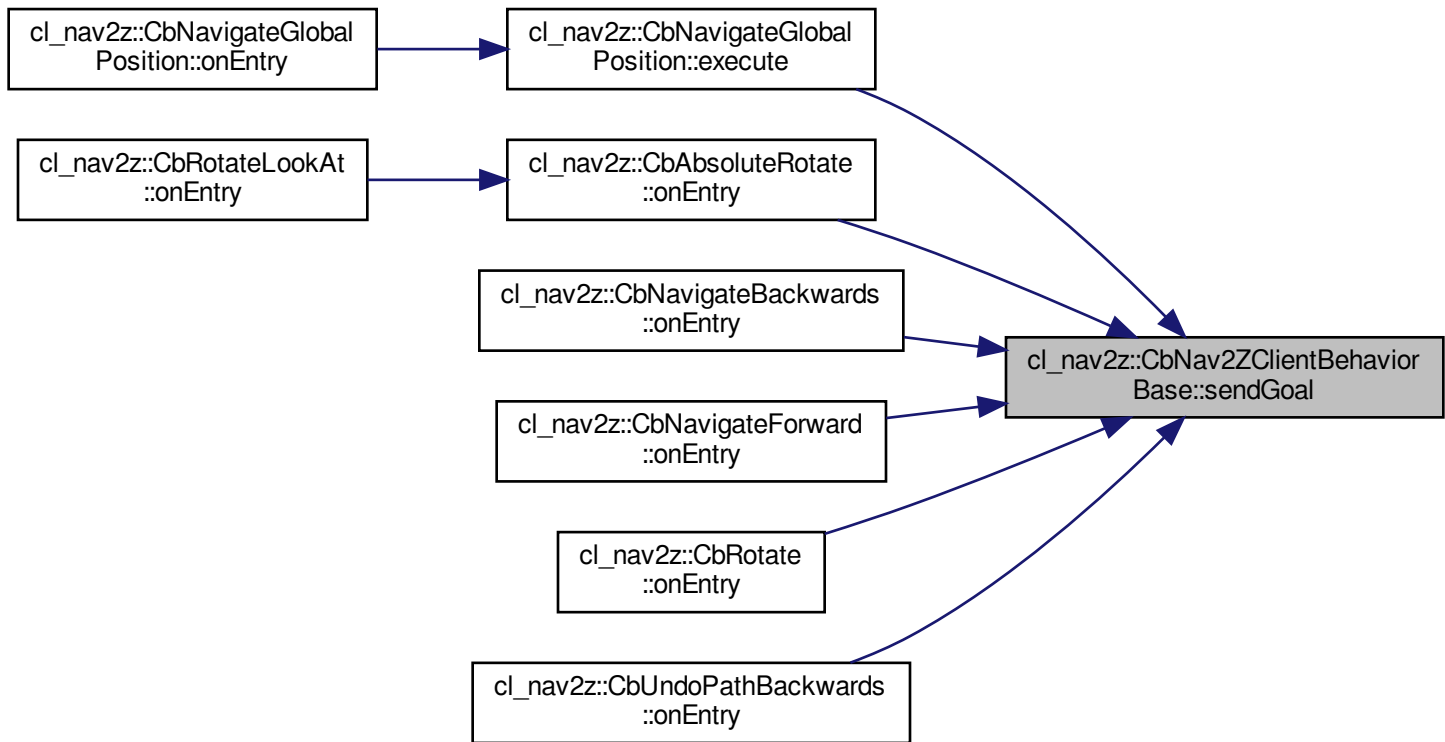 cl_nav2z::CbNavigateGlobal
Position::onEntry
cl_nav2z::CbNavigateGlobal
Position::execute
cl_nav2z::CbRotateLookAt
::onEntry
cl_nav2z::CbAbsoluteRotate
::onEntry
cl_nav2z::CbNavigateBackwards
::onEntry
cl_nav2z::CbNav2ZClientBehavior
Base::sendGoal
cl_nav2z::CbNavigateForward
::onEntry
cl_nav2z::CbRotate
::onEntry
cl_nav2z::CbUndoPathBackwards
::onEntry